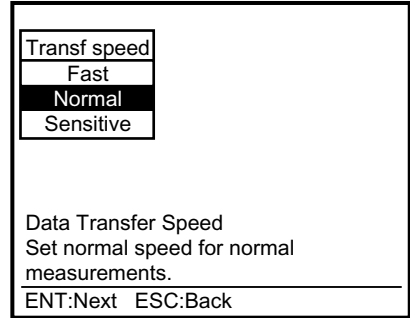 Transf speed
Fast
Normal
Sensitive
Data Transfer Speed
Set normal speed for normal
measurements.
ENT:Next ESC:Back